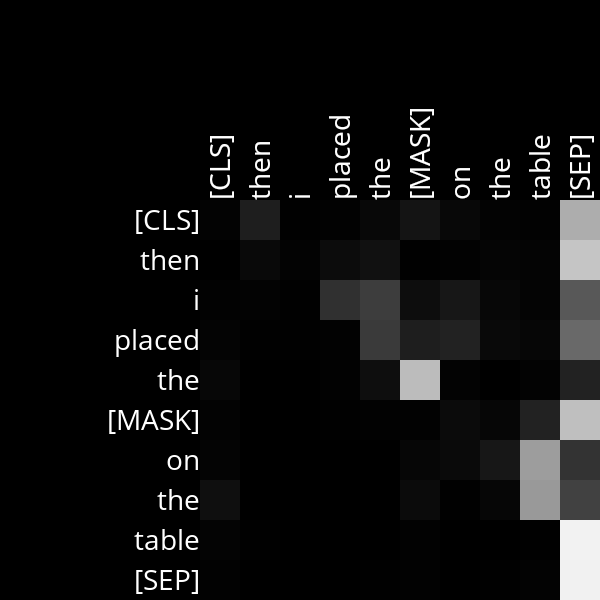 [CLS] then i placed the [MASK] on the table [SEP]
[CLS]
then
i
placed
the
[MASK]
on
the
table
[SEP]